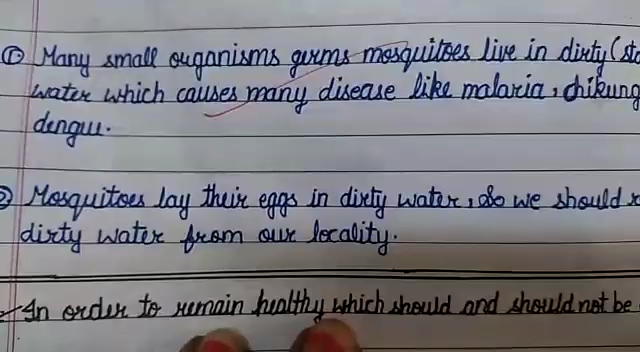 ① Many small organisms germs mosquitoes live in dirty (sta
water which causes many disease like malaria, chikung
dengue.
② Mosquitoes lay their eggs in dirty water, so we should
dirty water from our locality.
In order to remain healthy which should and should not be